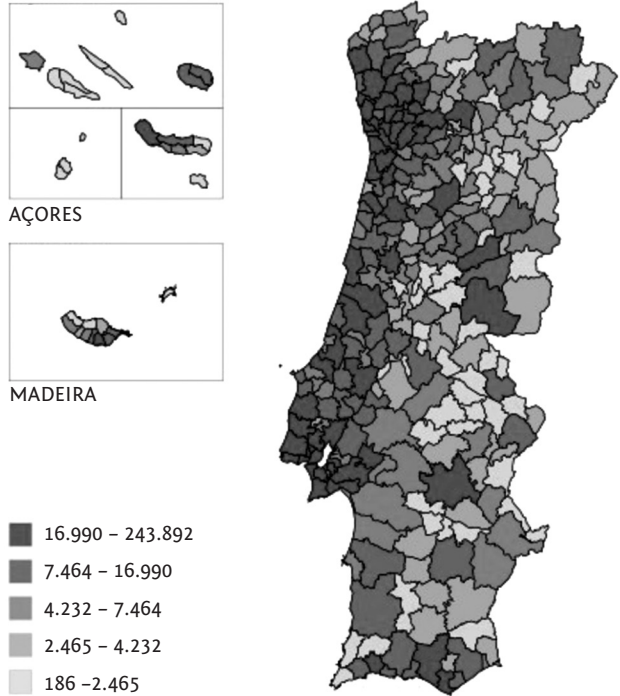 AÇORES
MADEIRA
16.990 – 243.892
7.464 – 16.990
4.232 – 7.464
2.465 – 4.232
186 –2.465